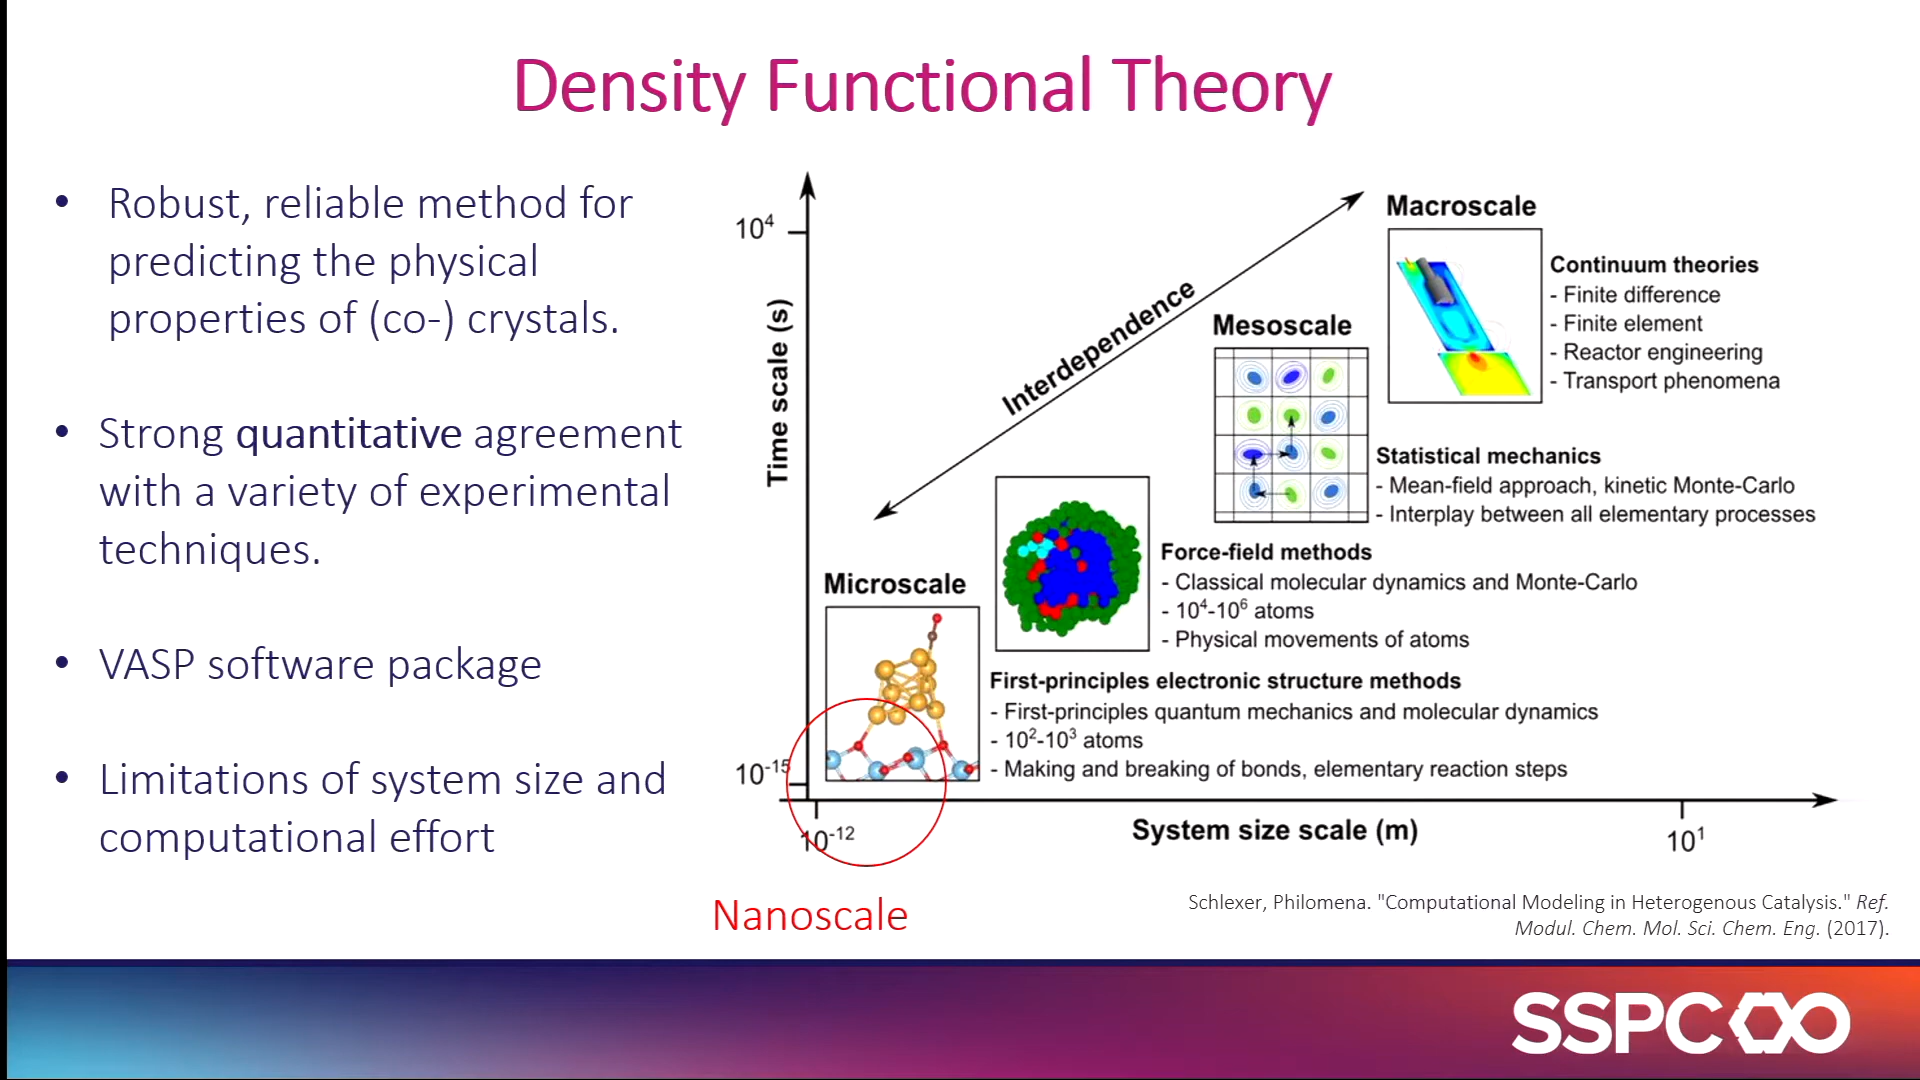 Density Functional Theory
• Robust, reliable method for
predicting the physical
properties of (co-) crystals.
• Strong quantitative agreement
with a variety of experimental
techniques.
• VASP software package
• Limitations of system size and
computational effort
10⁴
Time scale (s)
10⁻¹⁵
10⁻¹²
System size scale (m)
10¹
Interdependence
Macroscale
Continuum theories
- Finite difference
- Finite element
- Reactor engineering
- Transport phenomena
Mesoscale
Statistical mechanics
- Mean-field approach, kinetic Monte-Carlo
- Interplay between all elementary processes
Force-field methods
- Classical molecular dynamics and Monte-Carlo
- 10⁴-10⁶ atoms
- Physical movements of atoms
Microscale
First-principles electronic structure methods
- First-principles quantum mechanics and molecular dynamics
- 10²-10³ atoms
- Making and breaking of bonds, elementary reaction steps
Nanoscale
Schlexer, Philomena. "Computational Modeling in Heterogenous Catalysis." Ref.
Modul. Chem. Mol. Sci. Chem. Eng. (2017).
SSPC